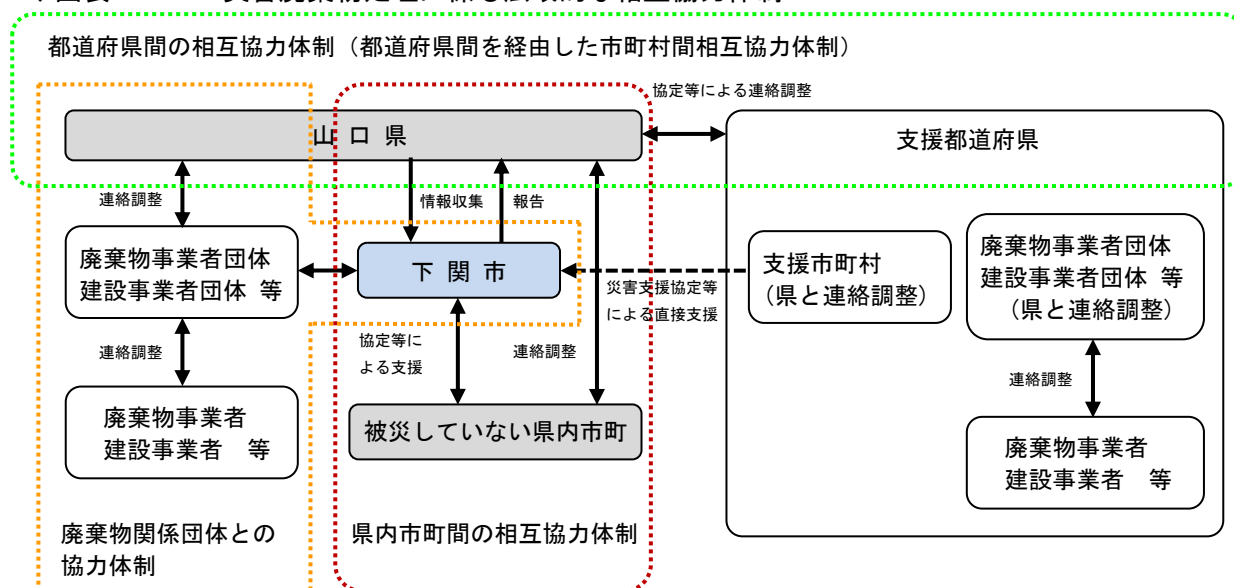 都道府県間の相互協力体制（都道府県間を経由した市町村間相互協力体制）
協定等による連絡調整
山 口 県
支援都道府県
連絡調整
情報収集
報告
廃棄物事業者団体
建設事業者団体 等
下 関 市
災害支援協定等
による直接支援
支援市町村
（県と連絡調整）
廃棄物事業者団体
建設事業者団体 等
（県と連絡調整）
連絡調整
協定等に
よる支援
連絡調整
連絡調整
廃棄物事業者
建設事業者　等
被災していない県内市町
廃棄物事業者
建設事業者　等
廃棄物関係団体との
協力体制
県内市町間の相互協力体制